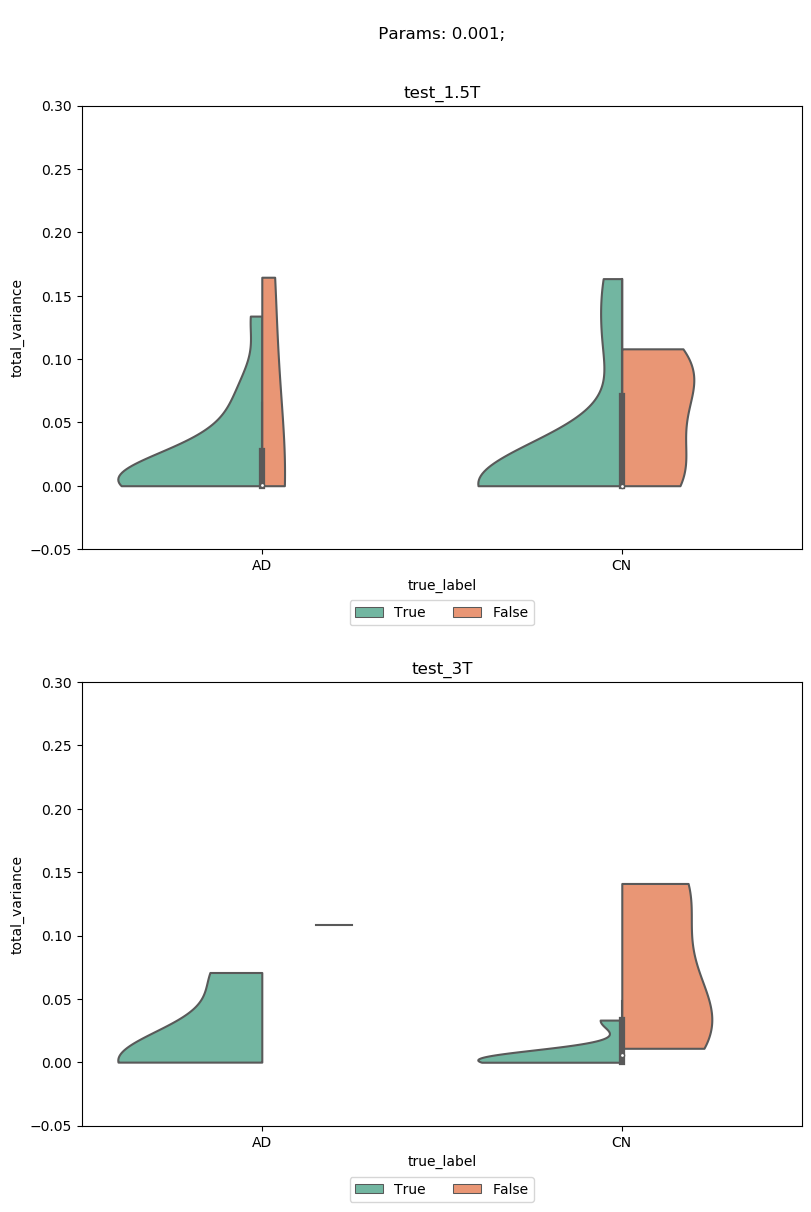 Params: 0.001;
test_1.5T
0.30
0.25
0.20
0.15
0.10
0.05
0.00
−0.05
total_variance
AD CN
true_label
True False
test_3T
0.30
0.25
0.20
0.15
0.10
0.05
0.00
−0.05
total_variance
AD CN
true_label
True False